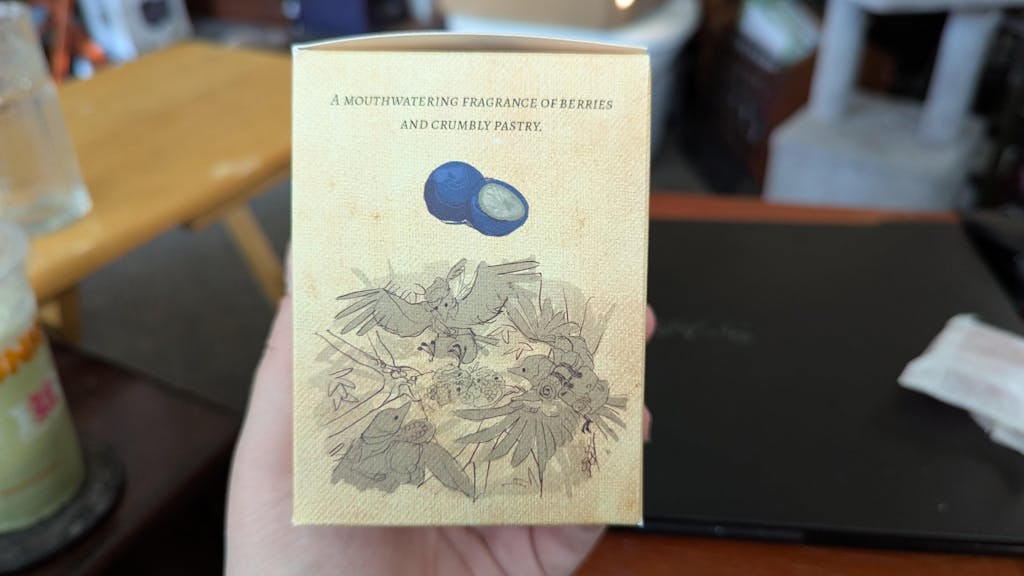 A MOUTHWATERING FRAGRANCE OF BERRIES
AND CRUMBLY PASTRY.